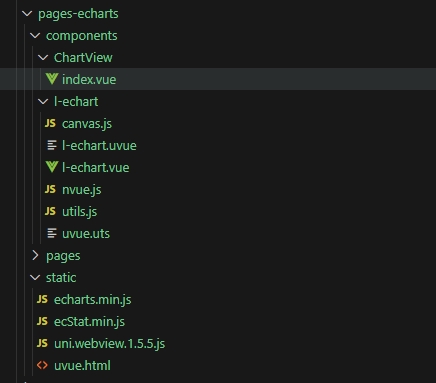 pages-echarts
components
ChartView
index.vue
l-echart
JS canvas.js
l-echart.uvue
l-echart.vue
JS nvue.js
JS utils.js
uvue.uts
pages
static
JS echarts.min.js
JS ecStat.min.js
JS uni.webview.1.5.5.js
<> uvue.html